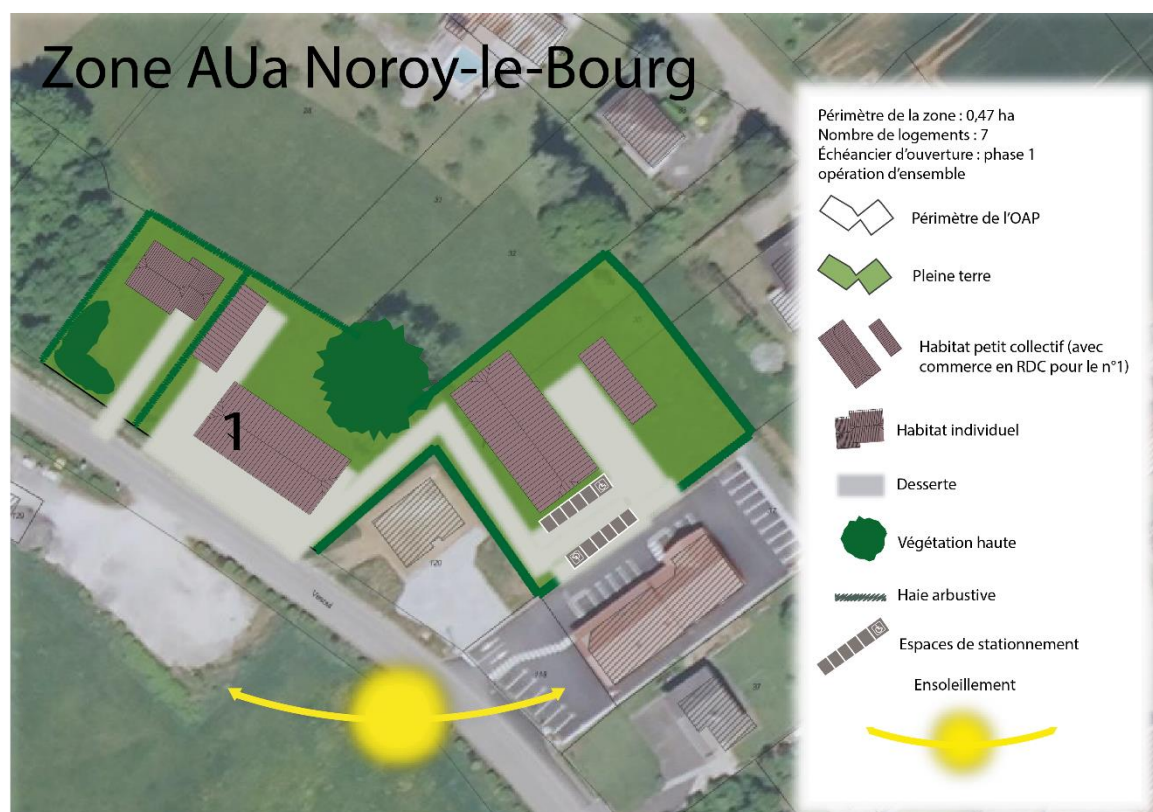 Zone AUa Noroy-le-Bourg
Périmètre de la zone : 0,47 ha
Nombre de logements : 7
Échéancier d'ouverture : phase 1
opération d'ensemble
Périmètre de l'OAP
Pleine terre
Habitat petit collectif (avec
commerce en RDC pour le n°1)
Habitat individuel
Desserte
Végétation haute
Haie arbustive
Espaces de stationnement
Ensoleillement
1
120
118